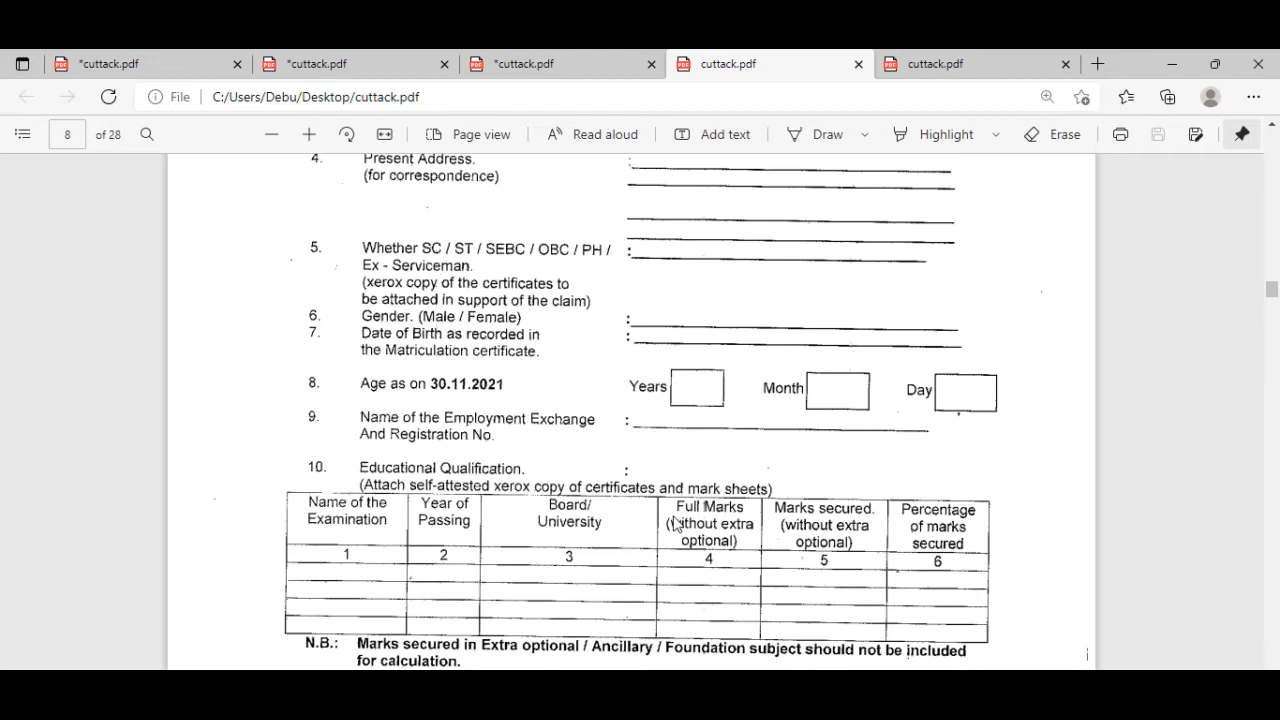 *cuttack.pdf *cuttack.pdf *cuttack.pdf cuttack.pdf cuttack.pdf
File C:/Users/Debu/Desktop/cuttack.pdf
8 of 28 Page view Read aloud Add text Draw Highlight Erase
4. Present Address. :
(for correspondence)
5. Whether SC / ST / SEBC / OBC / PH / :
Ex - Serviceman.
(xerox copy of the certificates to
be attached in support of the claim)
6. Gender. (Male / Female) :
7. Date of Birth as recorded in :
the Matriculation certificate.
8. Age as on 30.11.2021 Years Month Day
9. Name of the Employment Exchange :
And Registration No.
10. Educational Qualification. :
(Attach self-attested xerox copy of certificates and mark sheets)
Name of the Examination
Year of Passing
Board/ University
Full Marks (without extra optional)
Marks secured. (without extra optional)
Percentage of marks secured
1 2 3 4 5 6
N.B.: Marks secured in Extra optional / Ancillary / Foundation subject should not be included
for calculation.